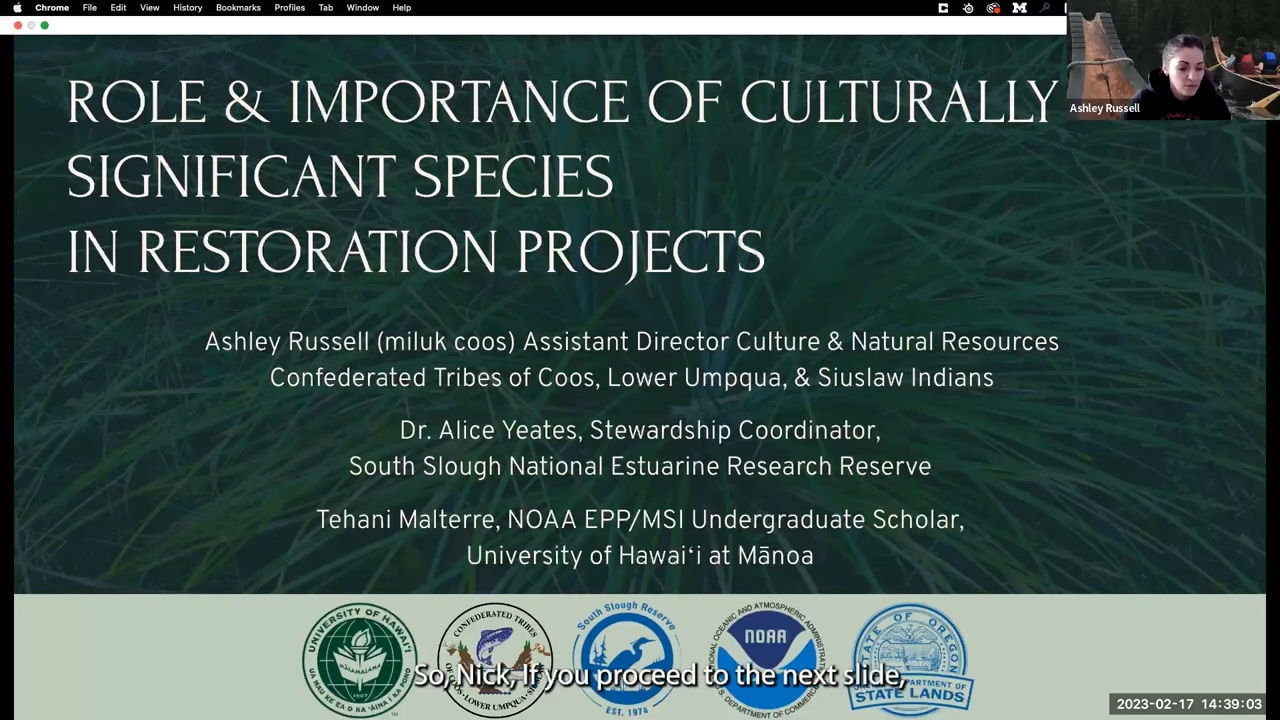 Chrome File Edit View History Bookmarks Profiles Tab Window Help
Ashley Russell
ROLE & IMPORTANCE OF CULTURALLY
SIGNIFICANT SPECIES
IN RESTORATION PROJECTS
Ashley Russell (miluk coos) Assistant Director Culture & Natural Resources
Confederated Tribes of Coos, Lower Umpqua, & Siuslaw Indians
Dr. Alice Yeates, Stewardship Coordinator,
South Slough National Estuarine Research Reserve
Tehani Malterre, NOAA EPP/MSI Undergraduate Scholar,
University of Hawaiʻi at Mānoa
UNIVERSITY OF HAWAIʻI
MĀLAMALAMA
1907
CONFEDERATED TRIBES
South Slough Reserve
EST. 1974
NOAA
STATE OF OREGON
DEPARTMENT OF
STATE LANDS
So, Nick, If you proceed to the next slide,
2023-02-17 14:39:03